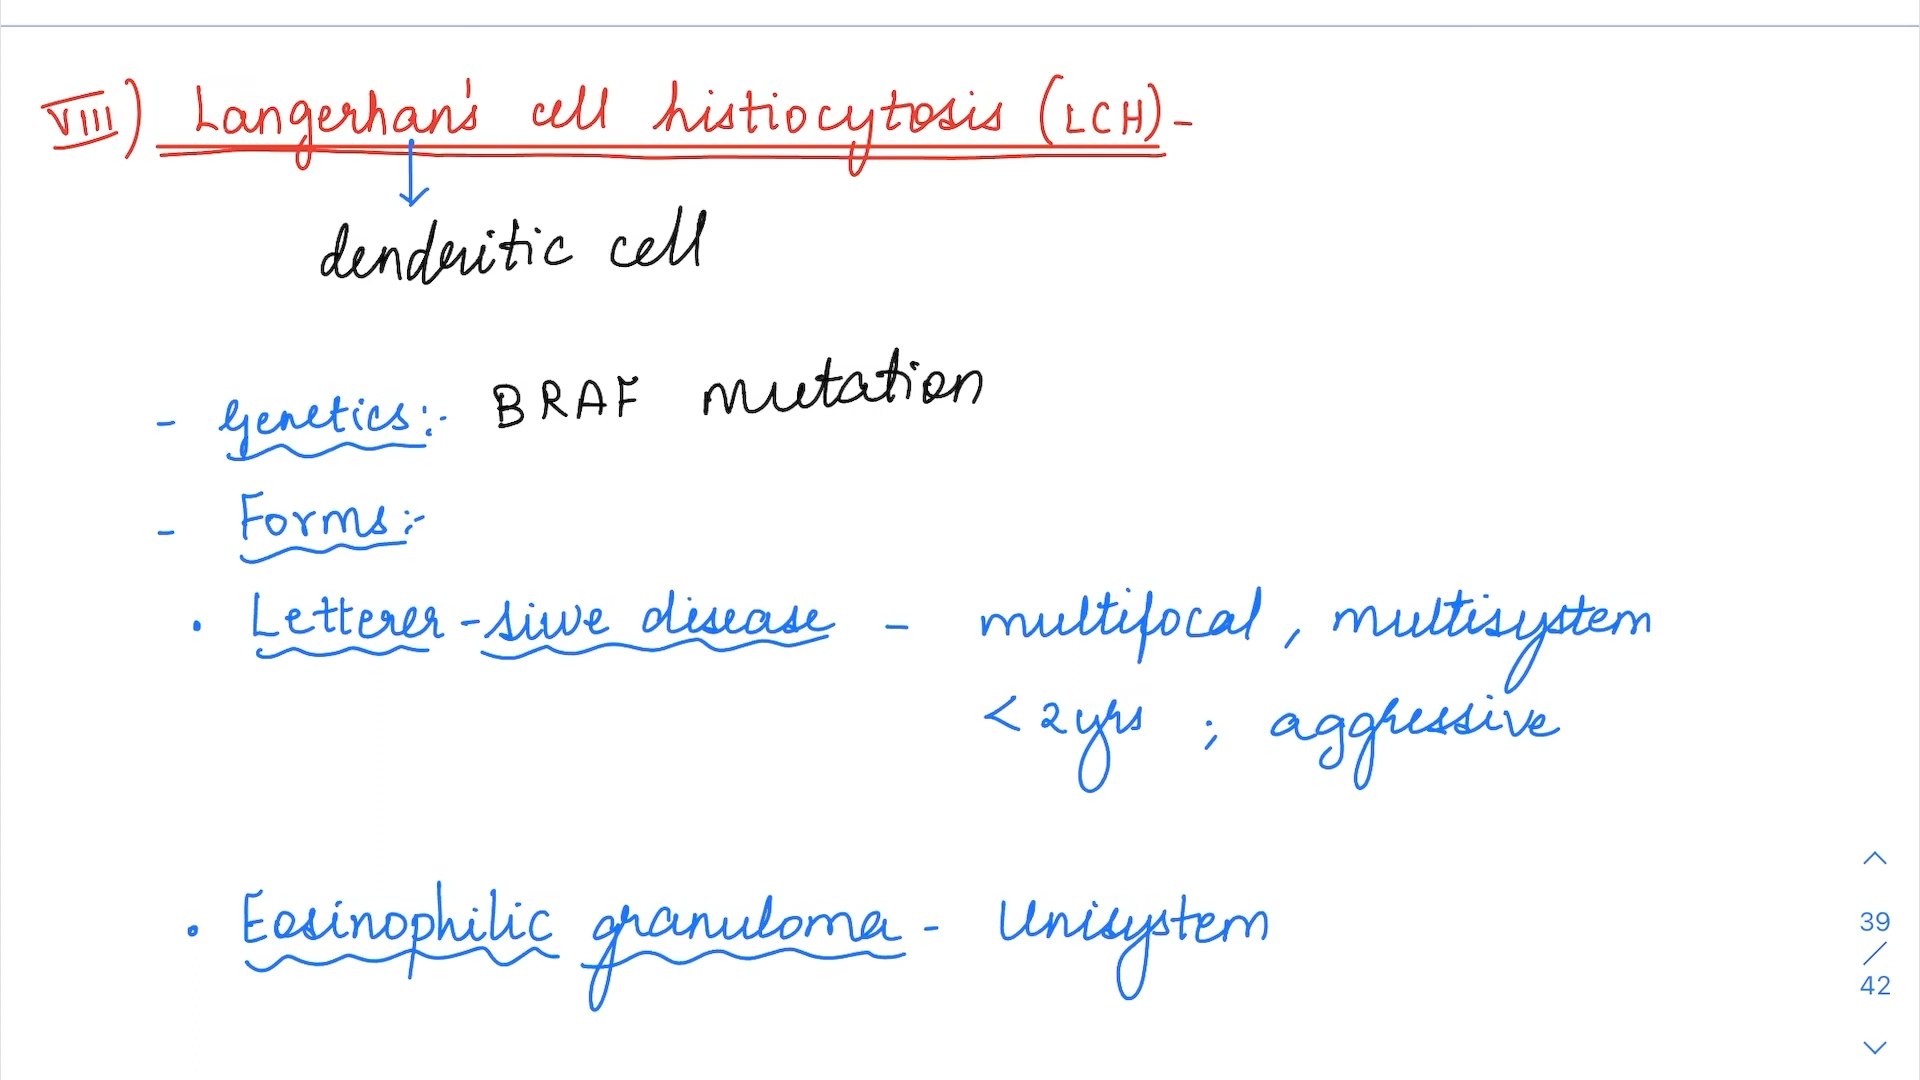 VIII) Langerhan's cell histiocytosis (LCH) -
denderitic cell
- Genetics:- BRAF mutation
- Forms:-
• Letterer - siwe disease - multifocal, multisystem
< 2yrs ; aggressive
• Eosinophilic granuloma - Unisystem
39
/
42